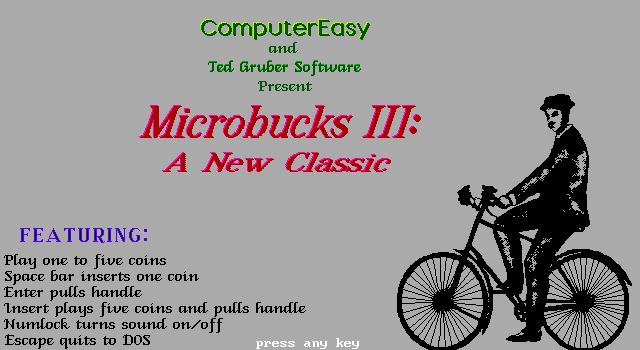 ComputerEasy
and
Ted Gruber Software
Present
Microbucks III:
A New Classic
FEATURING:
Play one to five coins
Space bar inserts one coin
Enter pulls handle
Insert plays five coins and pulls handle
Numlock turns sound on/off
Escape quits to DOS
press any key